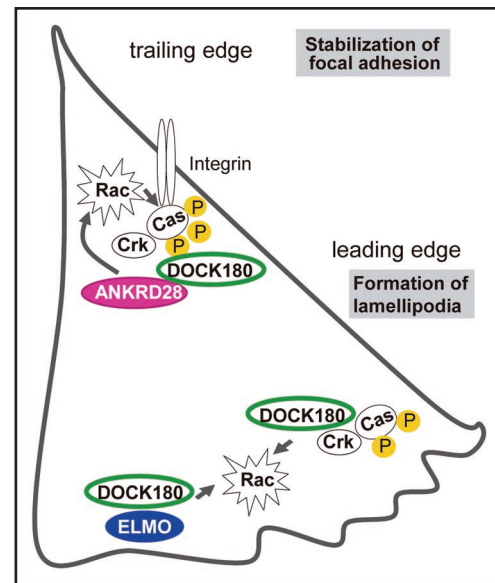 trailing edge
Stabilization of
focal adhesion
Integrin
Rac
Cas
P
P
P
Crk
DOCK180
ANKRD28
leading edge
Formation of
lamellipodia
DOCK180
Cas
P
Crk
P
Rac
DOCK180
ELMO